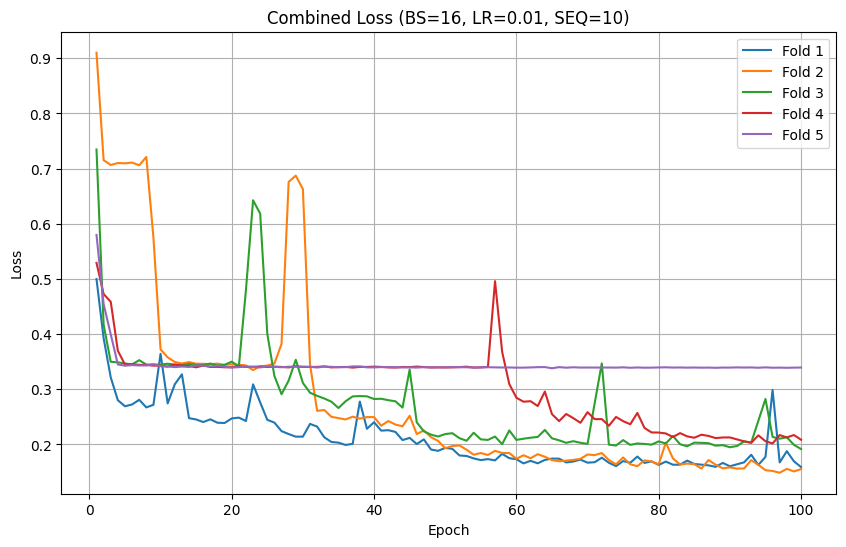 Combined Loss (BS=16, LR=0.01, SEQ=10)
Fold 1
Fold 2
Fold 3
Fold 4
Fold 5
Loss
0.9
0.8
0.7
0.6
0.5
0.4
0.3
0.2
0 20 40 60 80 100
Epoch